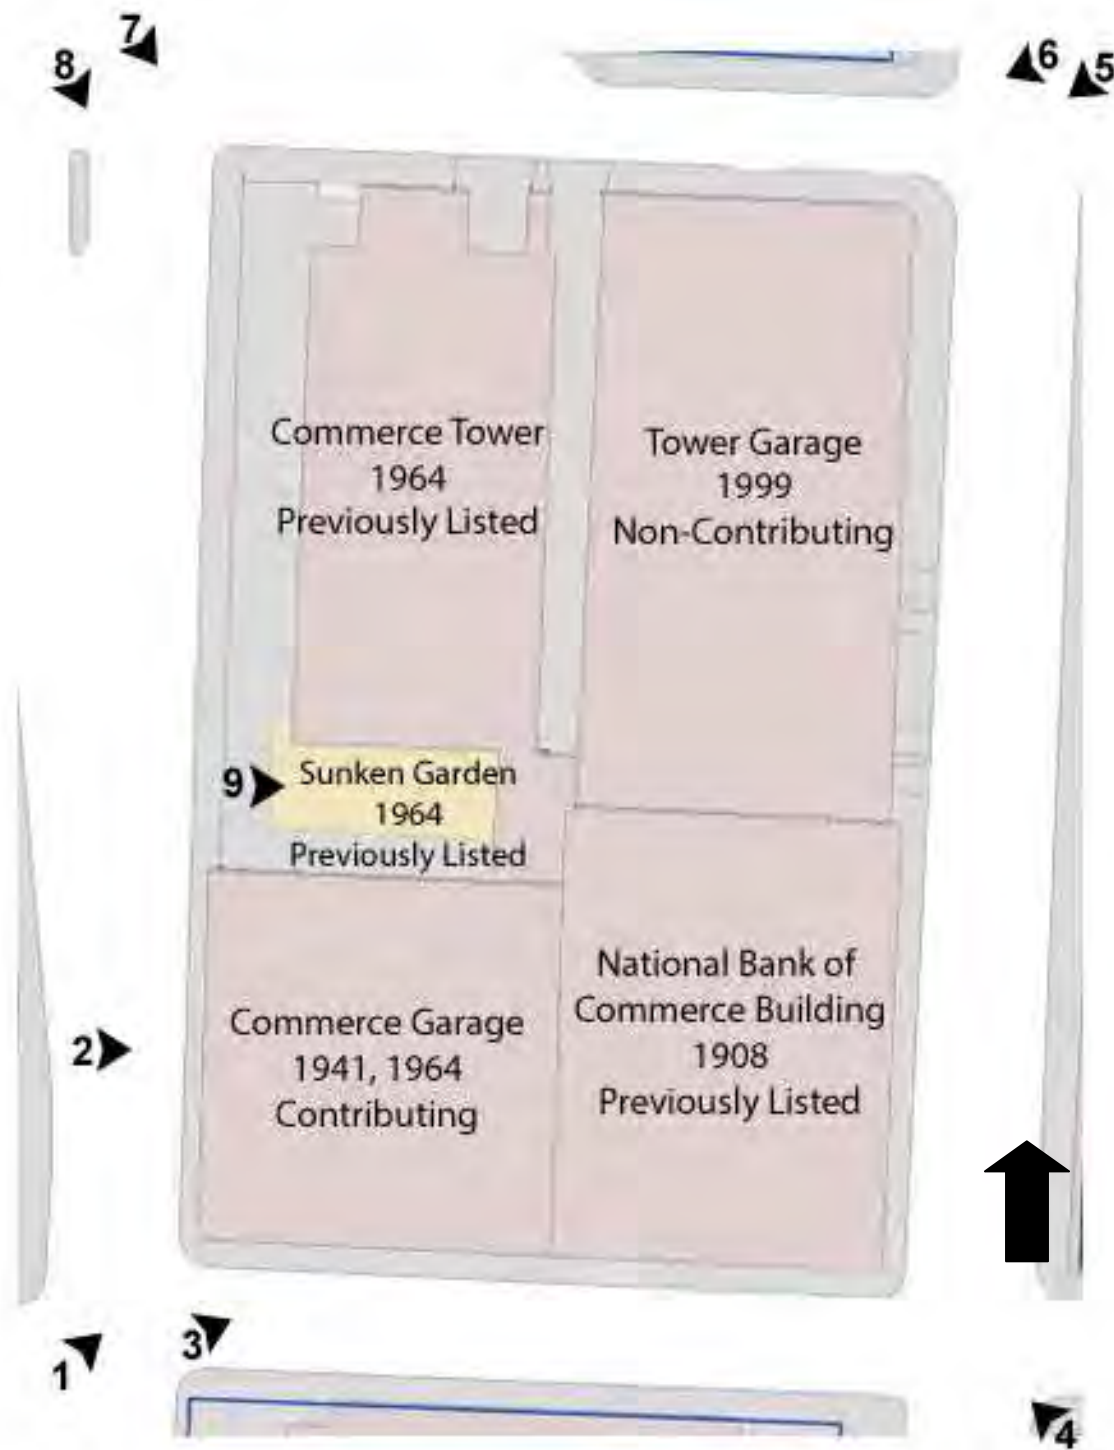 7
8
6
5
Commerce Tower
1964
Previously Listed
Tower Garage
1999
Non-Contributing
9
Sunken Garden
1964
Previously Listed
National Bank of
Commerce Building
1908
Previously Listed
Commerce Garage
1941, 1964
Contributing
2
3
1
4